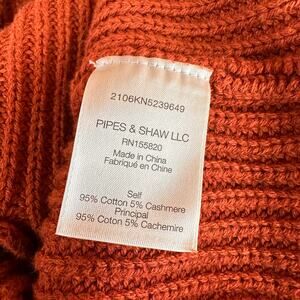 2106KN5239649
PIPES & SHAW LLC
RN155820
Made in China
Fabriqué en Chine
Self
95% Cotton 5% Cashmere
Principal
95% Coton 5% Cachemire